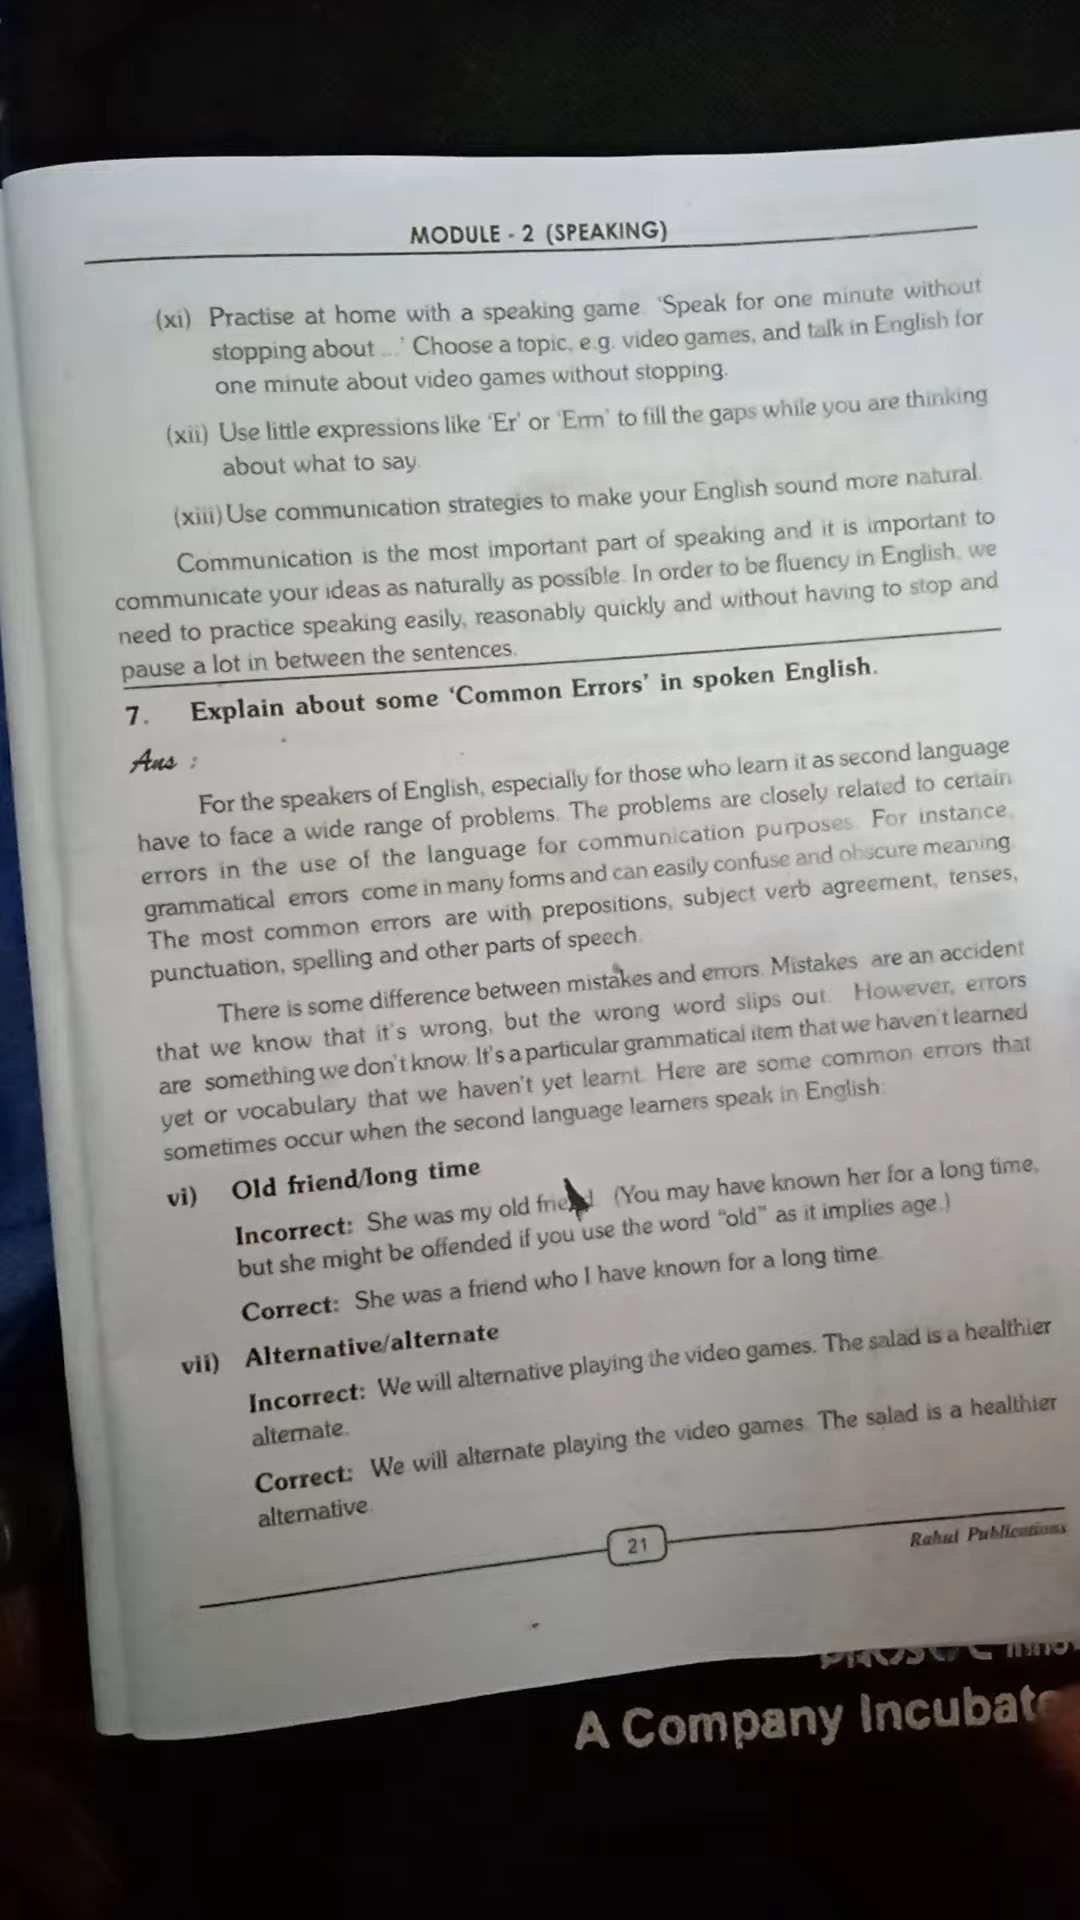 MODULE - 2 (SPEAKING)
(xi) Practise at home with a speaking game. 'Speak for one minute without
stopping about ...' Choose a topic, e.g. video games, and talk in English for
one minute about video games without stopping.
(xii) Use little expressions like 'Er' or 'Erm' to fill the gaps while you are thinking
about what to say.
(xiii) Use communication strategies to make your English sound more natural.
Communication is the most important part of speaking and it is important to
communicate your ideas as naturally as possible. In order to be fluency in English, we
need to practice speaking easily, reasonably quickly and without having to stop and
pause a lot in between the sentences.
7. Explain about some 'Common Errors' in spoken English.
Ans :
For the speakers of English, especially for those who learn it as second language
have to face a wide range of problems. The problems are closely related to certain
errors in the use of the language for communication purposes. For instance,
grammatical errors come in many forms and can easily confuse and obscure meaning.
The most common errors are with prepositions, subject verb agreement, tenses,
punctuation, spelling and other parts of speech.
There is some difference between mistakes and errors. Mistakes are an accident
that we know that it's wrong, but the wrong word slips out. However, errors
are something we don't know. It's a particular grammatical item that we haven't learned
yet or vocabulary that we haven't yet learnt. Here are some common errors that
sometimes occur when the second language learners speak in English:
vi) Old friend/long time
Incorrect: She was my old friend. (You may have known her for a long time,
but she might be offended if you use the word "old" as it implies age.)
Correct: She was a friend who I have known for a long time.
vii) Alternative/alternate
Incorrect: We will alternative playing the video games. The salad is a healthier
alternate.
Correct: We will alternate playing the video games. The salad is a healthier
alternative.
21
Rahul Publications
A Company